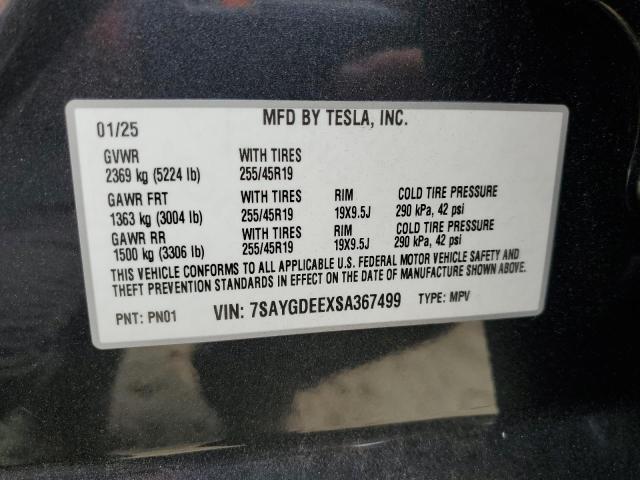 01/25 MFD BY TESLA, INC.
GVWR WITH TIRES
2369 kg (5224 lb) 255/45R19
GAWR FRT WITH TIRES RIM COLD TIRE PRESSURE
1363 kg (3004 lb) 255/45R19 19X9.5J 290 kPa, 42 psi
GAWR RR WITH TIRES RIM COLD TIRE PRESSURE
1500 kg (3306 lb) 255/45R19 19X9.5J 290 kPa, 42 psi
THIS VEHICLE CONFORMS TO ALL APPLICABLE U.S. FEDERAL MOTOR VEHICLE SAFETY AND
THEFT PREVENTION STANDARDS IN EFFECT ON THE DATE OF MANUFACTURE SHOWN ABOVE.
PNT: PN01 VIN: 7SAYGDEEXSA367499 TYPE: MPV